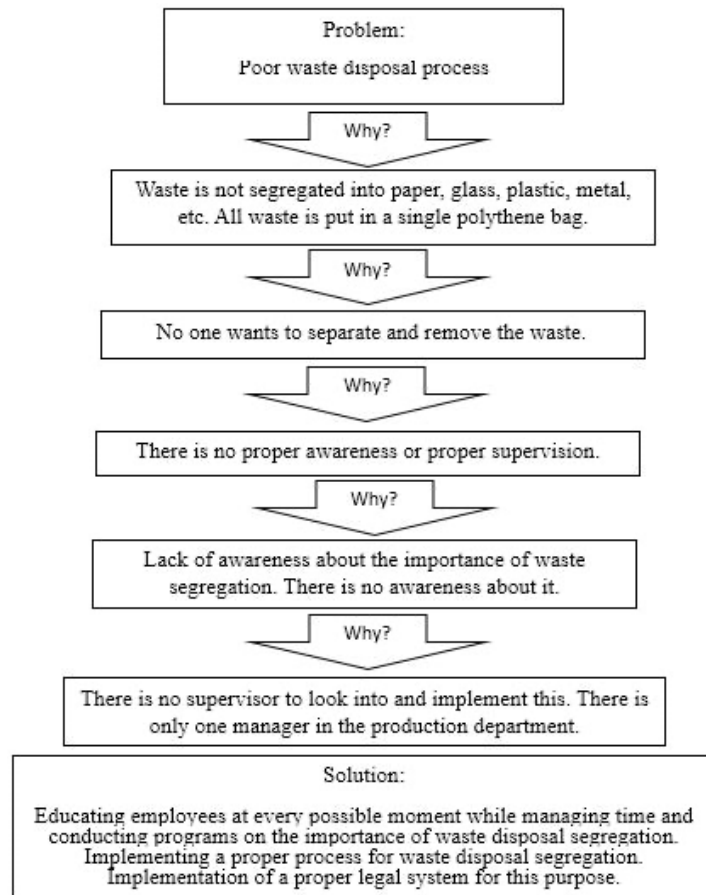 Problem:
Poor waste disposal process
Why?
Waste is not segregated into paper, glass, plastic, metal,
etc. All waste is put in a single polythene bag.
Why?
No one wants to separate and remove the waste.
Why?
There is no proper awareness or proper supervision.
Why?
Lack of awareness about the importance of waste
segregation. There is no awareness about it.
Why?
There is no supervisor to look into and implement this. There is
only one manager in the production department.
Solution:
Educating employees at every possible moment while managing time and
conducting programs on the importance of waste disposal segregation.
Implementing a proper process for waste disposal segregation.
Implementation of a proper legal system for this purpose.